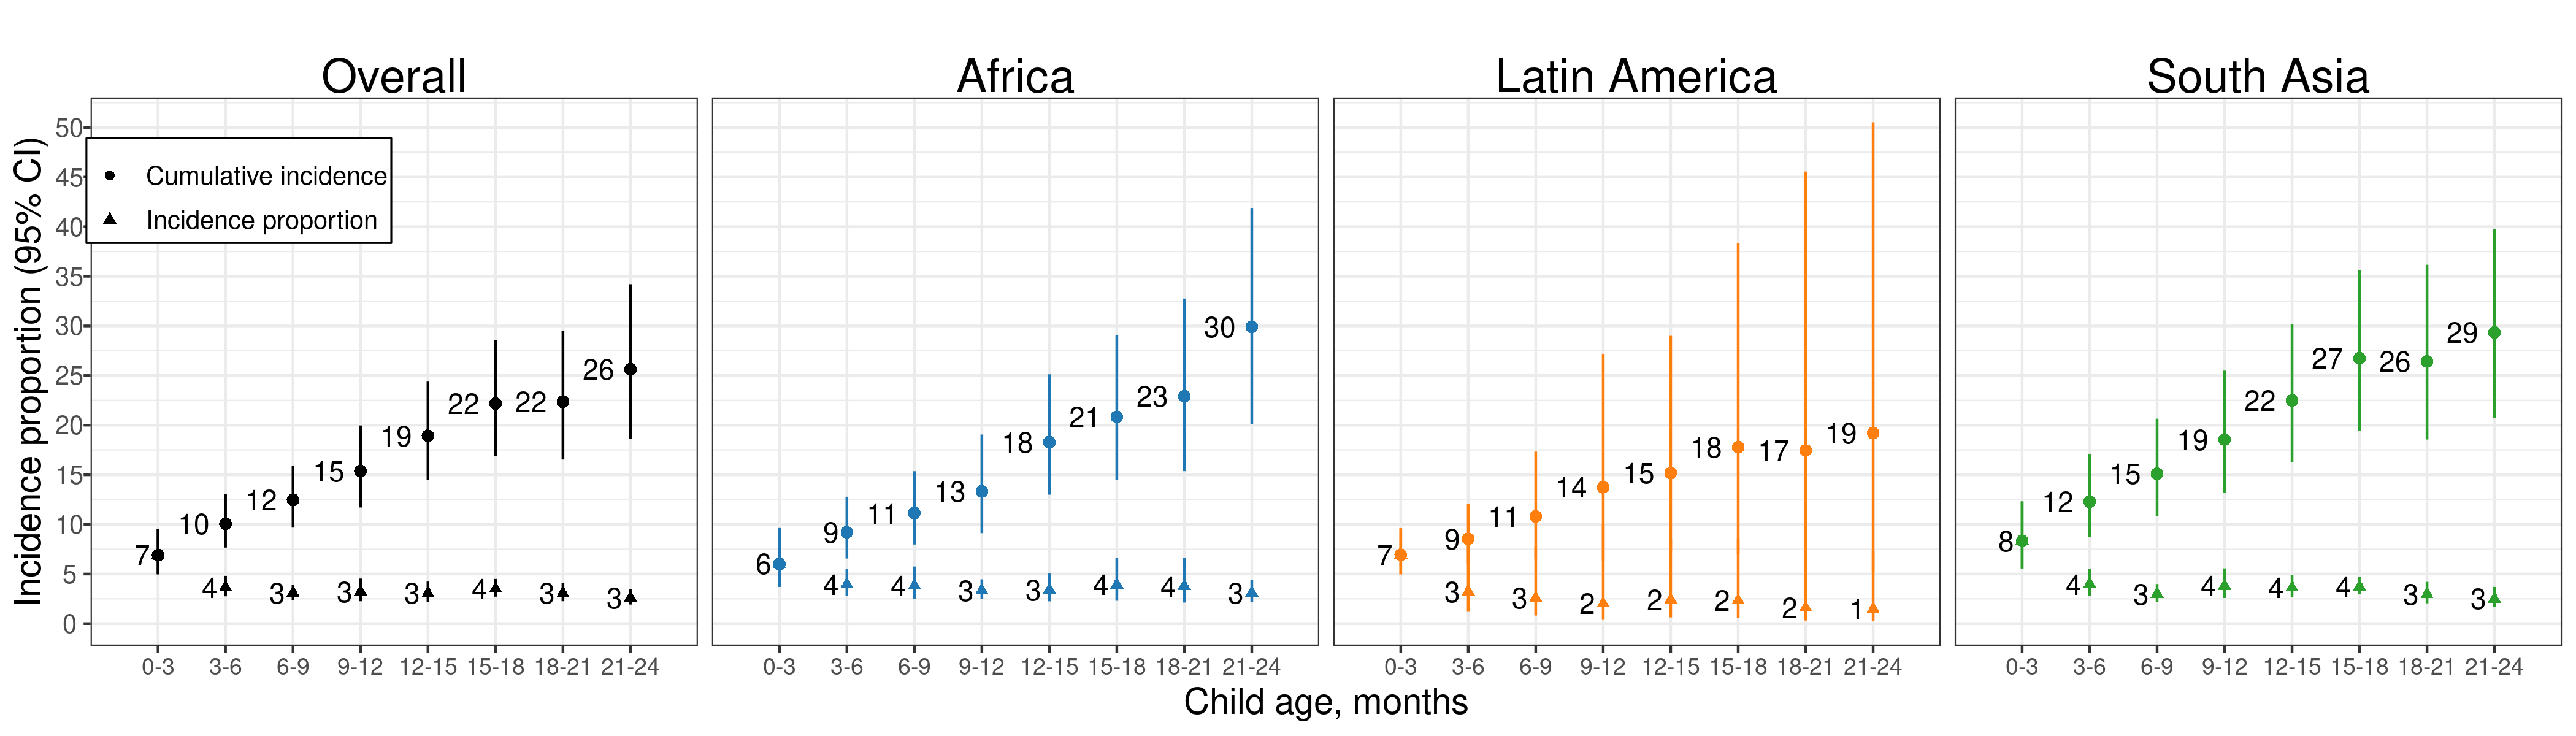 Overall Africa Latin America South Asia
Incidence proportion (95% CI)
50
45
40
35
30
25
20
15
10
5
0
Cumulative incidence
Incidence proportion
7 10 12 15 19 22 22 26
4 3 3 3 4 3 3
6 9 11 13 18 21 23 30
4 4 3 3 4 4 3
7 9 11 14 15 18 17 19
3 3 2 2 2 2 1
8 12 15 19 22 27 26 29
4 3 4 4 4 3 3
0-3 3-6 6-9 9-12 12-15 15-18 18-21 21-24
0-3 3-6 6-9 9-12 12-15 15-18 18-21 21-24
0-3 3-6 6-9 9-12 12-15 15-18 18-21 21-24
0-3 3-6 6-9 9-12 12-15 15-18 18-21 21-24
Child age, months